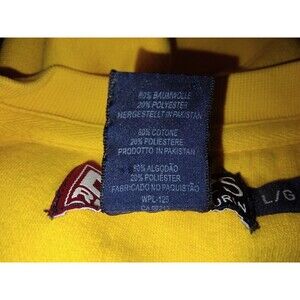 80% BAUMWOLLE
20% POLYESTER
HERGESTELLT IN PAKISTAN
80% COTONE
20% POLIESTERE
PRODOTTO IN PAKISTAN
80% ALGODÃO
20% POLIESTER
FABRICADO NO PAQUISTÃO
WPL-125
L/G